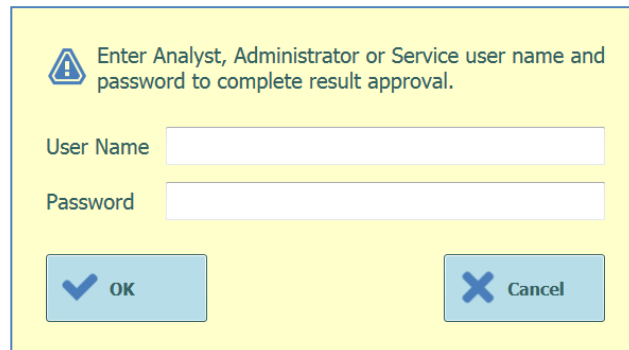 Enter Analyst, Administrator or Service user name and
password to complete result approval.
User Name
Password
OK
Cancel